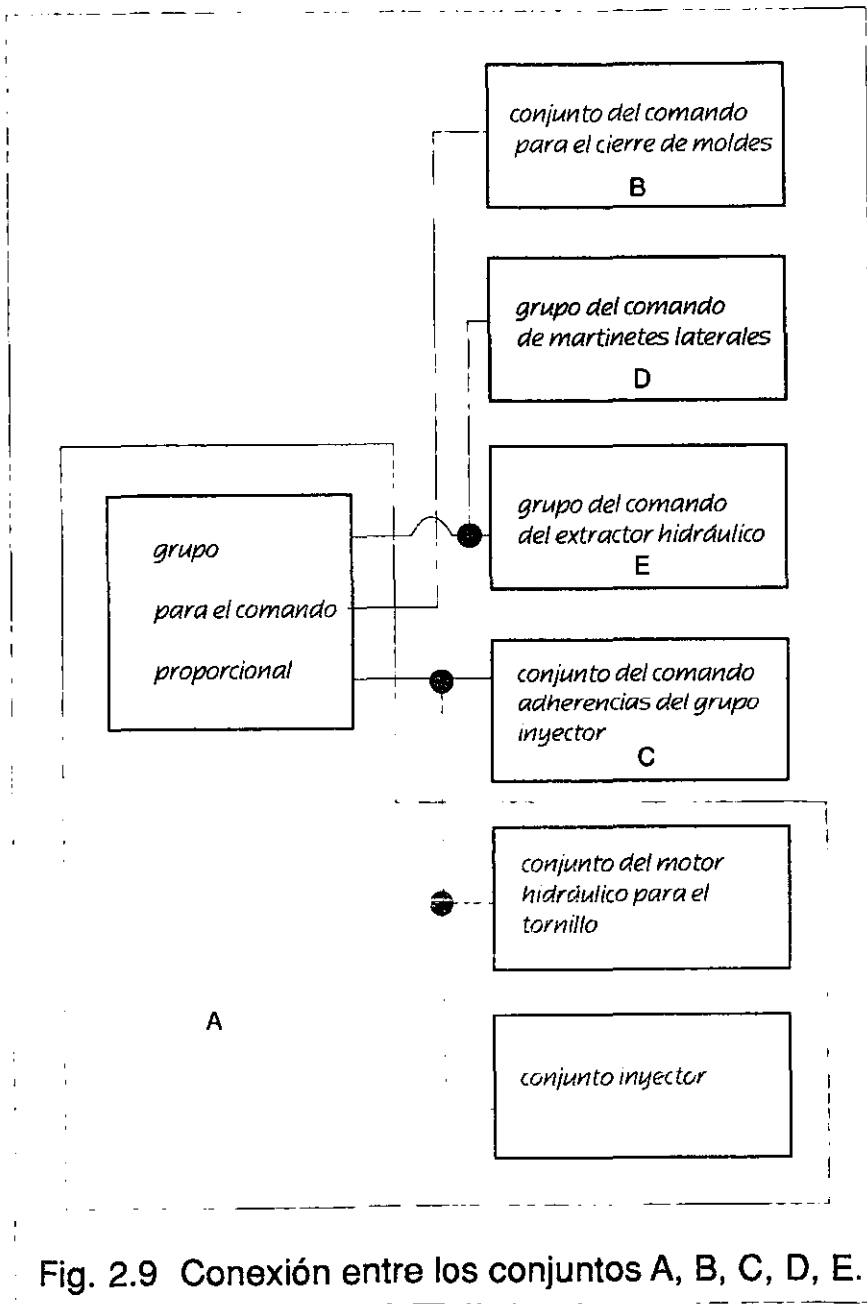 conjunto del comando
para el cierre de moldes
B
grupo del comando
de martinetes laterales
D
grupo del comando
del extractor hidráulico
E
grupo
para el comando
proporcional
conjunto del comando
adherencias del grupo
inyector
C
conjunto del motor
hidráulico para el
tornillo
A
conjunto inyector
Fig. 2.9 Conexión entre los conjuntos A, B, C, D, E.